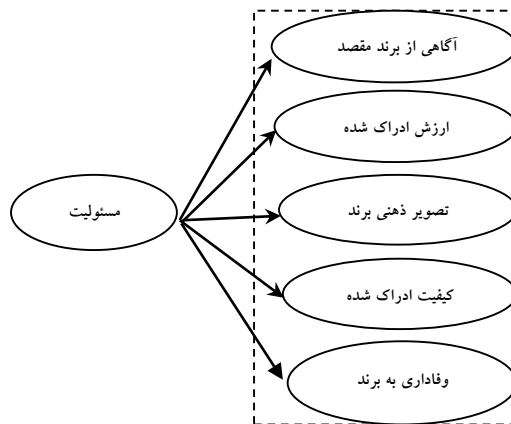 آگاهی از برند مقصد
ارزش ادراک شده
مسئولیت
تصویر ذهنی برند
کیفیت ادراک شده
وفاداری به برند